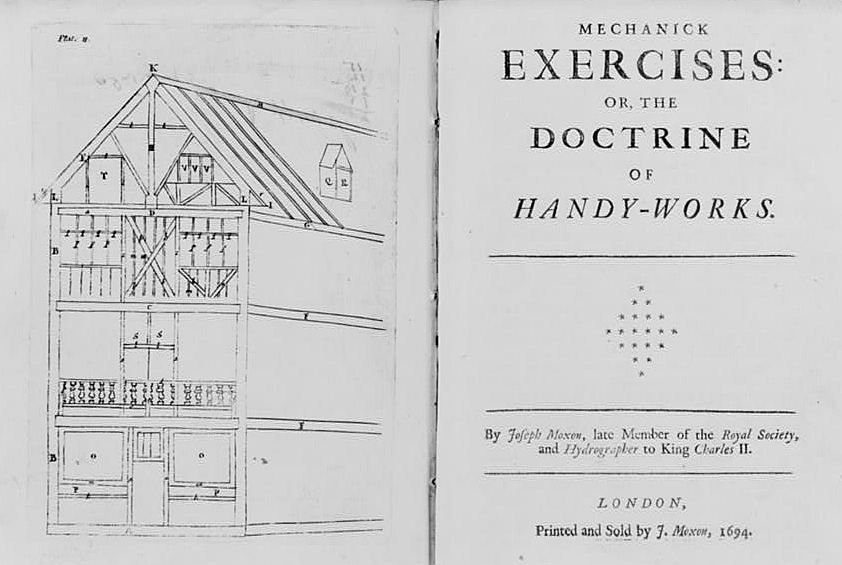 Plat. 11.
K
T
V V V
Q R
L
L
I
D
G
B
C
S S
B
O
O
P
P
MECHANICK
EXERCISES:
OR, THE
DOCTRINE
OF
HANDY-WORKS.
By Joſeph Moxon, late Member of the Royal Society,
and Hydrographer to King Charles II.
LONDON,
Printed and Sold by J. Moxon, 1694.